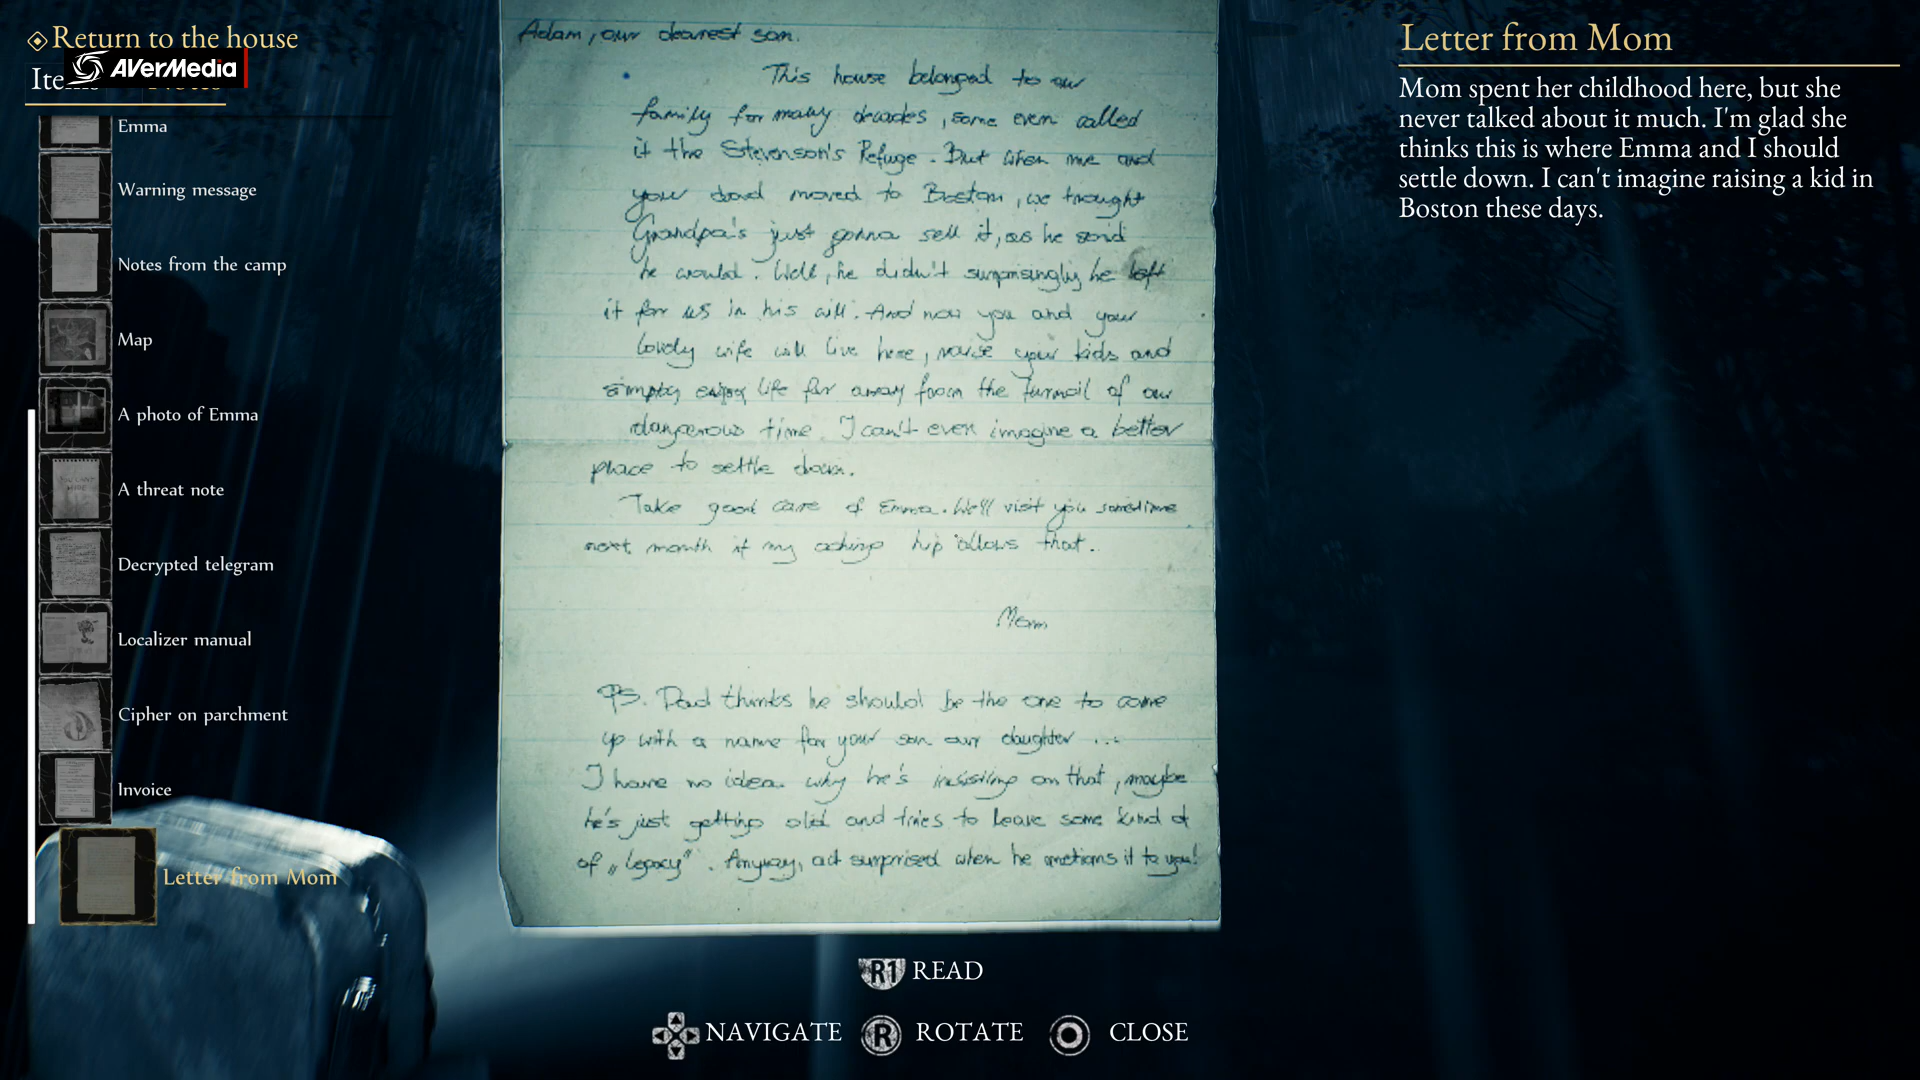 Return to the house
AVerMedia
Items Notes
Emma
Warning message
Notes from the camp
Map
A photo of Emma
A threat note
Decrypted telegram
Localizer manual
Cipher on parchment
Invoice
Letter from Mom
Adam, our dearest son.
This house belonged to our
family for many decades, some even called
it the Stevenson's Refuge. But when me and
your dad moved to Boston, we trought
Grandpa's just gonna sell it, as he said
he would. Well, he didn't surprisingly he left
it for us in his will. And now you and your
lovely wife will live here, raise your kids and
simply enjoy life far away from the turmoil of our
dangerous time. I can't even imagine a better
place to settle down.
Take good care of Emma. We'll visit you sometime
next month if my aching hip allows that.
Mom
PS. Dad thinks he should be the one to come
up with a name for your son our daughter ...
I have no idea why he's insisting on that, maybe
he's just getting old and tries to leave some kind of
of „legacy". Anyway, act surprised when he metions it to you!
Letter from Mom
Mom spent her childhood here, but she
never talked about it much. I'm glad she
thinks this is where Emma and I should
settle down. I can't imagine raising a kid in
Boston these days.
R1 READ
NAVIGATE R ROTATE CLOSE